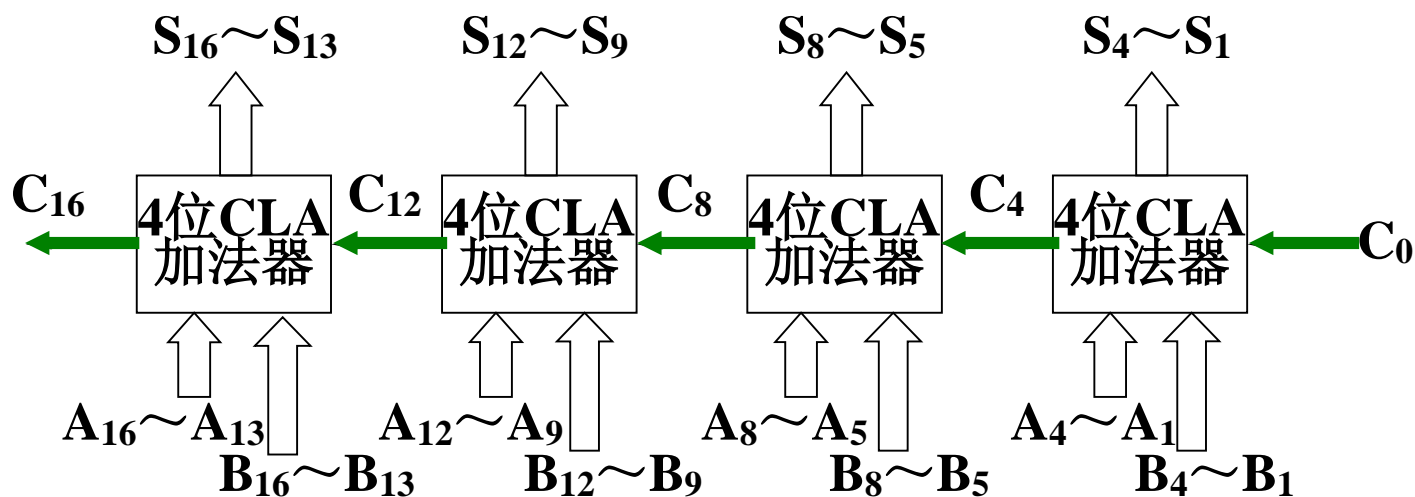 S₁₆～S₁₃ S₁₂～S₉ S₈～S₅ S₄～S₁
C₁₆ 4位CLA C₁₂ 4位CLA C₈ 4位CLA C₄ 4位CLA
加法器 加法器 加法器 加法器 C₀
A₁₆～A₁₃ A₁₂～A₉ A₈～A₅ A₄～A₁
B₁₆～B₁₃ B₁₂～B₉ B₈～B₅ B₄～B₁